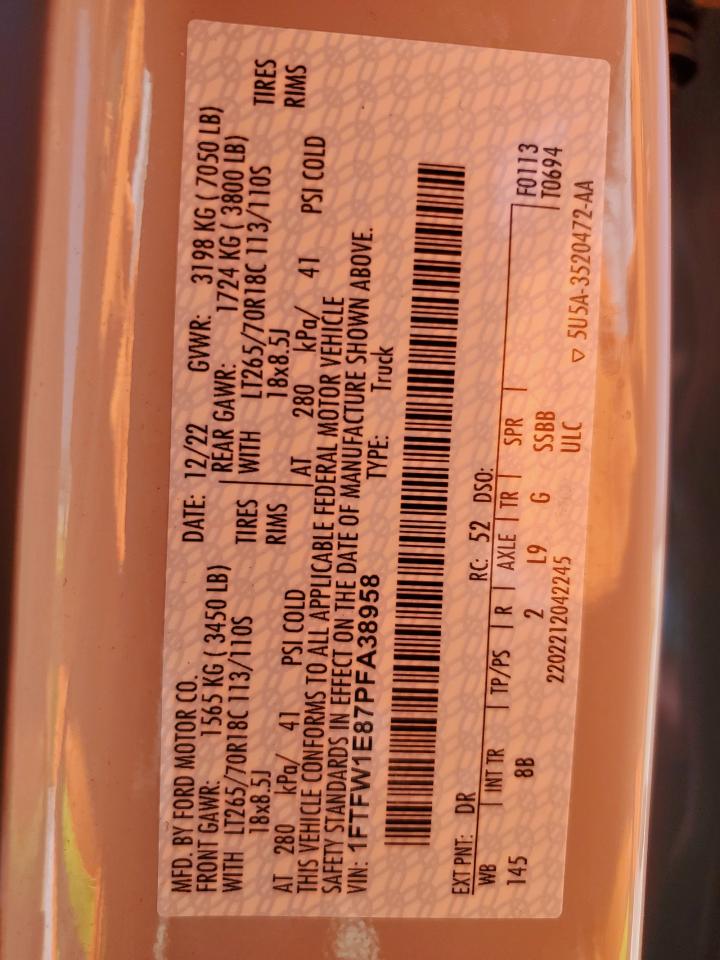 MFD. BY FORD MOTOR CO. DATE: 12/22 GVWR: 3198 KG ( 7050 LB)
FRONT GAWR: 1565 KG ( 3450 LB) REAR GAWR: 1724 KG ( 3800 LB)
WITH LT265/70R18C 113/110S TIRES WITH LT265/70R18C 113/110S TIRES
18x8.5J RIMS 18x8.5J RIMS
AT 280 kPa/ 41 PSI COLD AT 280 kPa/ 41 PSI COLD
THIS VEHICLE CONFORMS TO ALL APPLICABLE FEDERAL MOTOR VEHICLE
SAFETY STANDARDS IN EFFECT ON THE DATE OF MANUFACTURE SHOWN ABOVE.
VIN: 1FTFW1E87PFA38958 TYPE: Truck
EXT PNT: DR RC: 52 DSO: F0113
WB INT TR TP/PS R AXLE TR SPR T0694
145 8B 2 L9 G SSBB
2202212042245 ULC
▽ 5U5A-3520472-AA